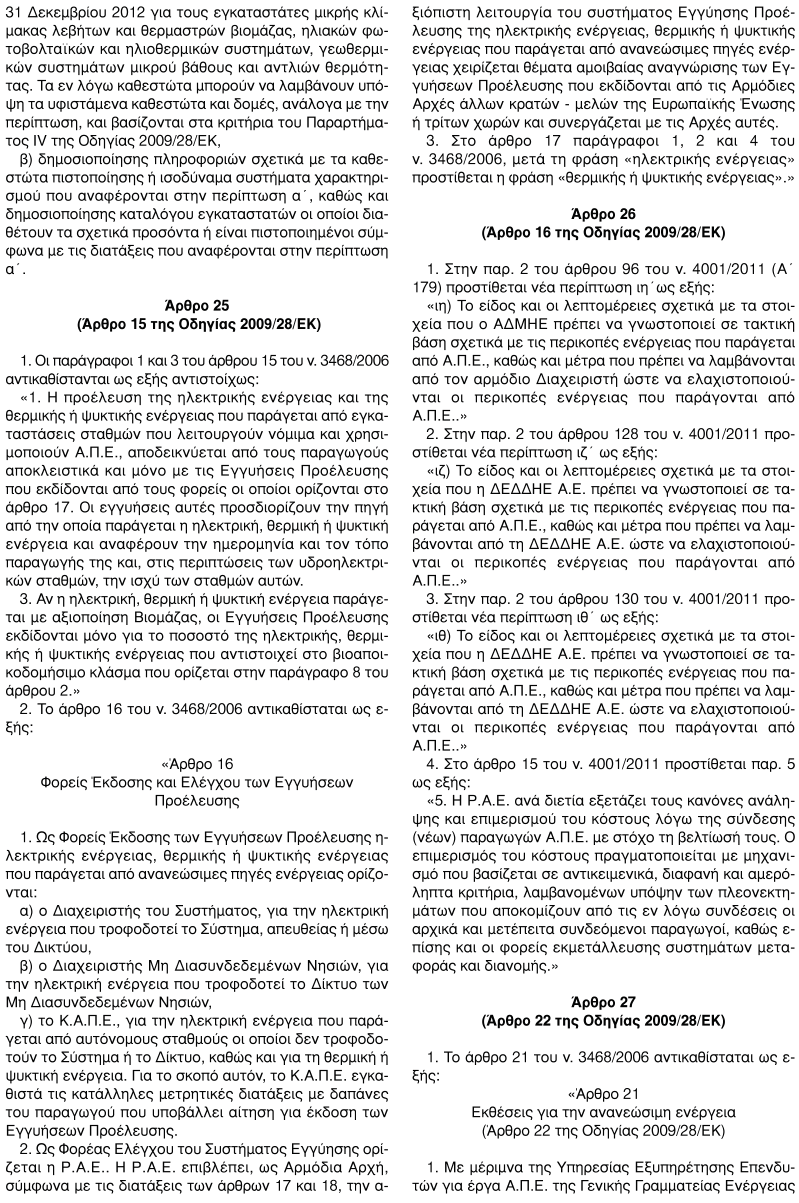 31 Δεκεμβρίου 2012 για τους εγκαταστάτες μικρής κλί-
μακας λεβήτων και θερμαστρών βιομάζας, ηλιακών φω-
τοβολταϊκών και ηλιοθερμικών συστημάτων, γεωθερμι-
κών συστημάτων μικρού βάθους και αντλιών θερμότη-
τας. Τα εν λόγω καθεστώτα μπορούν να λαμβάνουν υπό-
ψη τα υφιστάμενα καθεστώτα και δομές, ανάλογα με την
περίπτωση, και βασίζονται στα κριτήρια του Παραρτήμα-
τος IV της Οδηγίας 2009/28/ΕΚ,
β) δημοσιοποίησης πληροφοριών σχετικά με τα καθε-
στώτα πιστοποίησης ή ισοδύναμα συστήματα χαρακτηρι-
σμού που αναφέρονται στην περίπτωση α΄, καθώς και
δημοσιοποίησης καταλόγου εγκαταστατών οι οποίοι δια-
θέτουν τα σχετικά προσόντα ή είναι πιστοποιημένοι σύμ-
φωνα με τις διατάξεις που αναφέρονται στην περίπτωση
α΄.
Άρθρο 25
(Άρθρο 15 της Οδηγίας 2009/28/ΕΚ)
1. Οι παράγραφοι 1 και 3 του άρθρου 15 του ν. 3468/2006
αντικαθίστανται ως εξής αντιστοίχως:
«1. Η προέλευση της ηλεκτρικής ενέργειας και της
θερμικής ή ψυκτικής ενέργειας που παράγεται από εγκα-
ταστάσεις σταθμών που λειτουργούν νόμιμα και χρησι-
μοποιούν Α.Π.Ε., αποδεικνύεται από τους παραγωγούς
αποκλειστικά και μόνο με τις Εγγυήσεις Προέλευσης
που εκδίδονται από τους φορείς οι οποίοι ορίζονται στο
άρθρο 17. Οι εγγυήσεις αυτές προσδιορίζουν την πηγή
από την οποία παράγεται η ηλεκτρική, θερμική ή ψυκτική
ενέργεια και αναφέρουν την ημερομηνία και τον τόπο
παραγωγής της και, στις περιπτώσεις των υδροηλεκτρι-
κών σταθμών, την ισχύ των σταθμών αυτών.
3. Αν η ηλεκτρική, θερμική ή ψυκτική ενέργεια παράγε-
ται με αξιοποίηση Βιομάζας, οι Εγγυήσεις Προέλευσης
εκδίδονται μόνο για το ποσοστό της ηλεκτρικής, θερμι-
κής ή ψυκτικής ενέργειας που αντιστοιχεί στο βιοαποι-
κοδομήσιμο κλάσμα που ορίζεται στην παράγραφο 8 του
άρθρου 2.»
2. Το άρθρο 16 του ν. 3468/2006 αντικαθίσταται ως ε-
ξής:
«Άρθρο 16
Φορείς Έκδοσης και Ελέγχου των Εγγυήσεων
Προέλευσης
1. Ως Φορείς Έκδοσης των Εγγυήσεων Προέλευσης η-
λεκτρικής ενέργειας, θερμικής ή ψυκτικής ενέργειας
που παράγεται από ανανεώσιμες πηγές ενέργειας ορίζο-
νται:
α) ο Διαχειριστής του Συστήματος, για την ηλεκτρική
ενέργεια που τροφοδοτεί το Σύστημα, απευθείας ή μέσω
του Δικτύου,
β) ο Διαχειριστής Μη Διασυνδεδεμένων Νησιών, για
την ηλεκτρική ενέργεια που τροφοδοτεί το Δίκτυο των
Μη Διασυνδεδεμένων Νησιών,
γ) το Κ.Α.Π.Ε., για την ηλεκτρική ενέργεια που παρά-
γεται από αυτόνομους σταθμούς οι οποίοι δεν τροφοδο-
τούν το Σύστημα ή το Δίκτυο, καθώς και για τη θερμική ή
ψυκτική ενέργεια. Για το σκοπό αυτόν, το Κ.Α.Π.Ε. εγκα-
θιστά τις κατάλληλες μετρητικές διατάξεις με δαπάνες
του παραγωγού που υποβάλλει αίτηση για έκδοση των
Εγγυήσεων Προέλευσης.
2. Ως Φορέας Ελέγχου του Συστήματος Εγγύησης ορί-
ζεται η Ρ.Α.Ε.. Η Ρ.Α.Ε. επιβλέπει, ως Αρμόδια Αρχή,
σύμφωνα με τις διατάξεις των άρθρων 17 και 18, την α-
ξιόπιστη λειτουργία του συστήματος Εγγύησης Προέ-
λευσης της ηλεκτρικής ενέργειας, θερμικής ή ψυκτικής
ενέργειας που παράγεται από ανανεώσιμες πηγές ενέρ-
γειας χειρίζεται θέματα αμοιβαίας αναγνώρισης των Εγ-
γυήσεων Προέλευσης που εκδίδονται από τις Αρμόδιες
Αρχές άλλων κρατών - μελών της Ευρωπαϊκής Ένωσης
ή τρίτων χωρών και συνεργάζεται με τις Αρχές αυτές.
3. Στο άρθρο 17 παράγραφοι 1, 2 και 4 του
ν. 3468/2006, μετά τη φράση «ηλεκτρικής ενέργειας»
προστίθεται η φράση «θερμικής ή ψυκτικής ενέργειας».»
Άρθρο 26
(Άρθρο 16 της Οδηγίας 2009/28/ΕΚ)
1. Στην παρ. 2 του άρθρου 96 του ν. 4001/2011 (Α΄
179) προστίθεται νέα περίπτωση ιη΄ως εξής:
«ιη) Το είδος και οι λεπτομέρειες σχετικά με τα στοι-
χεία που ο ΑΔΜΗΕ πρέπει να γνωστοποιεί σε τακτική
βάση σχετικά με τις περικοπές ενέργειας που παράγεται
από Α.Π.Ε., καθώς και μέτρα που πρέπει να λαμβάνονται
από τον αρμόδιο Διαχειριστή ώστε να ελαχιστοποιού-
νται οι περικοπές ενέργειας που παράγονται από
Α.Π.Ε..»
2. Στην παρ. 2 του άρθρου 128 του ν. 4001/2011 προ-
στίθεται νέα περίπτωση ιζ΄ ως εξής:
«ιζ) Το είδος και οι λεπτομέρειες σχετικά με τα στοι-
χεία που η ΔΕΔΔΗΕ Α.Ε. πρέπει να γνωστοποιεί σε τα-
κτική βάση σχετικά με τις περικοπές ενέργειας που πα-
ράγεται από Α.Π.Ε., καθώς και μέτρα που πρέπει να λαμ-
βάνονται από τη ΔΕΔΔΗΕ Α.Ε. ώστε να ελαχιστοποιού-
νται οι περικοπές ενέργειας που παράγονται από
Α.Π.Ε..»
3. Στην παρ. 2 του άρθρου 130 του ν. 4001/2011 προ-
στίθεται νέα περίπτωση ιθ΄ ως εξής:
«ιθ) Το είδος και οι λεπτομέρειες σχετικά με τα στοι-
χεία που η ΔΕΔΔΗΕ Α.Ε. πρέπει να γνωστοποιεί σε τα-
κτική βάση σχετικά με τις περικοπές ενέργειας που πα-
ράγεται από Α.Π.Ε., καθώς και μέτρα που πρέπει να λαμ-
βάνονται από τη ΔΕΔΔΗΕ Α.Ε. ώστε να ελαχιστοποιού-
νται οι περικοπές ενέργειας που παράγονται από
Α.Π.Ε..»
4. Στο άρθρο 15 του ν. 4001/2011 προστίθεται παρ. 5
ως εξής:
«5. Η Ρ.Α.Ε. ανά διετία εξετάζει τους κανόνες ανάλη-
ψης και επιμερισμού του κόστους λόγω της σύνδεσης
(νέων) παραγωγών Α.Π.Ε. με στόχο τη βελτίωσή τους. Ο
επιμερισμός του κόστους πραγματοποιείται με μηχανι-
σμό που βασίζεται σε αντικειμενικά, διαφανή και αμερό-
ληπτα κριτήρια, λαμβανομένων υπόψην των πλεονεκτη-
μάτων που αποκομίζουν από τις εν λόγω συνδέσεις οι
αρχικά και μετέπειτα συνδεόμενοι παραγωγοί, καθώς ε-
πίσης και οι φορείς εκμετάλλευσης συστημάτων μετα-
φοράς και διανομής.»
Άρθρο 27
(Άρθρο 22 της Οδηγίας 2009/28/ΕΚ)
1. Το άρθρο 21 του ν. 3468/2006 αντικαθίσταται ως ε-
ξής:
«Άρθρο 21
Εκθέσεις για την ανανεώσιμη ενέργεια
(Άρθρο 22 της Οδηγίας 2009/28/ΕΚ)
1. Με μέριμνα της Υπηρεσίας Εξυπηρέτησης Επενδυ-
τών για έργα Α.Π.Ε. της Γενικής Γραμματείας Ενέργειας